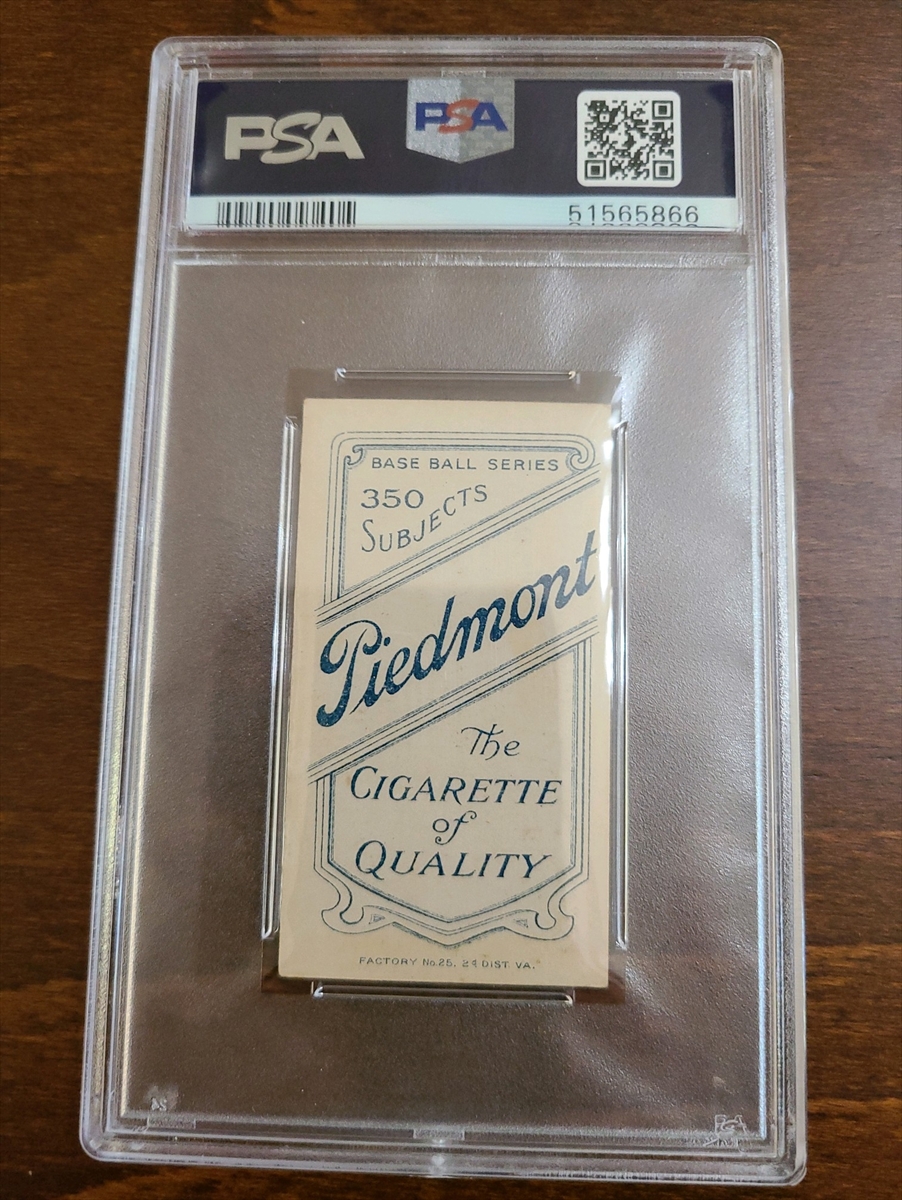 PSA
PSA
51565866
BASE BALL SERIES
350
SUBJECTS
Piedmont
The
CIGARETTE
of
QUALITY
FACTORY No.25, 2d DIST. VA.